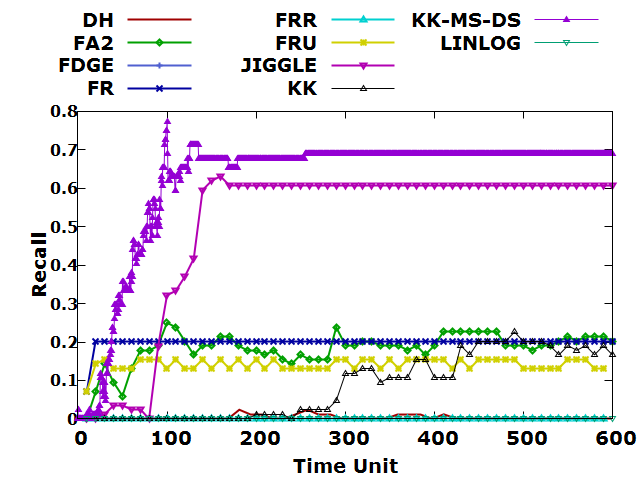 DH FRR KK-MS-DS
FA2 FRU LINLOG
FDGE JIGGLE
FR KK
0.8
0.7
0.6
0.5
0.4
0.3
0.2
0.1
0
Recall
0 100 200 300 400 500 600
Time Unit